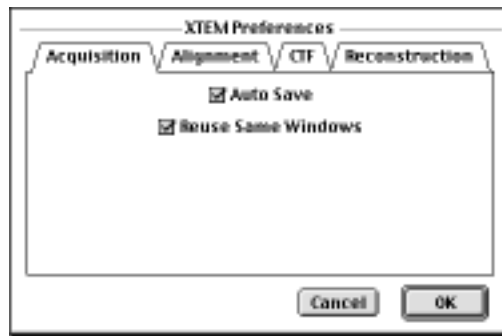 XTEM Preferences
Acquisition Alignment CTF Reconstruction
Auto Save
Reuse Same Windows
Cancel OK